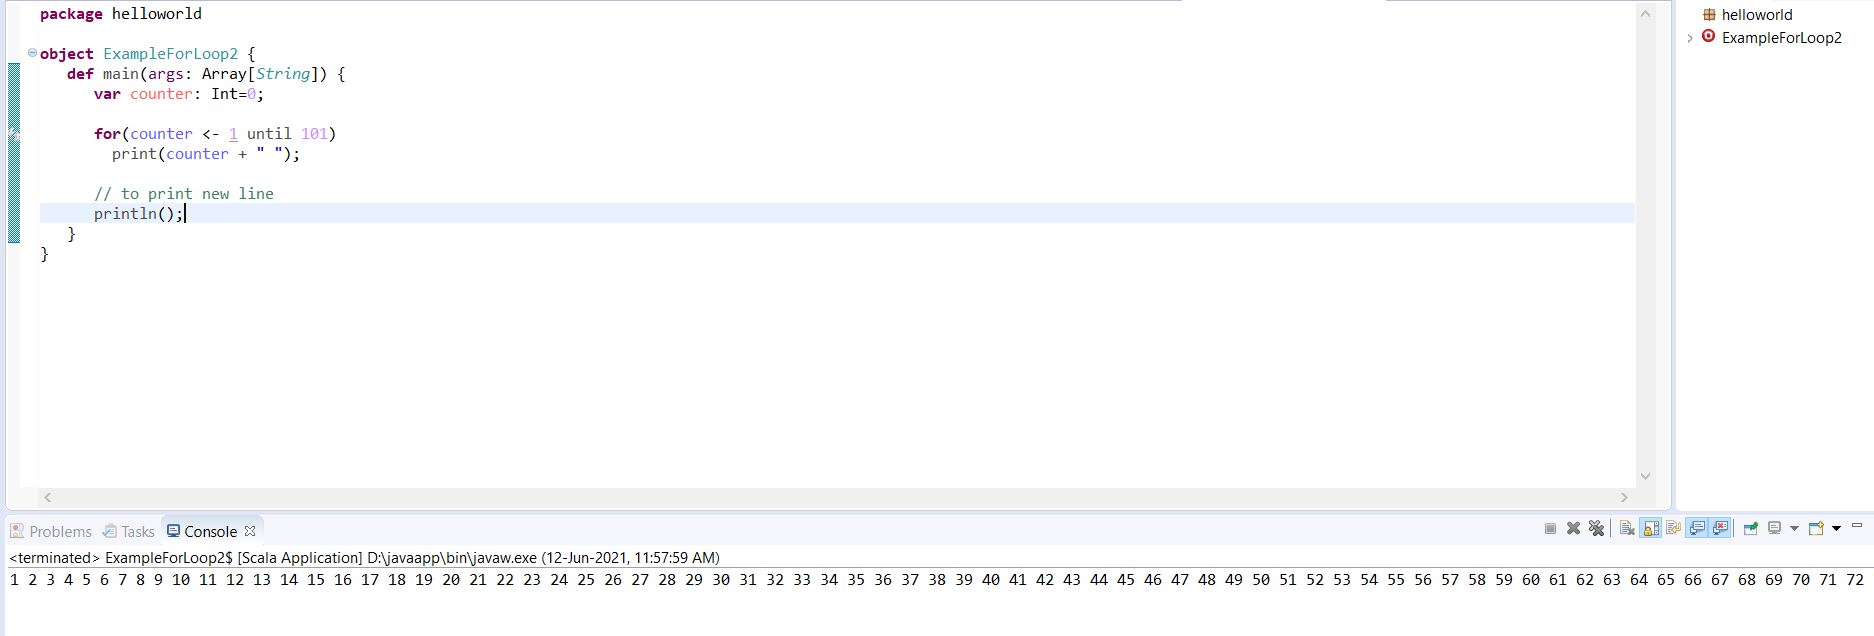 package helloworld
object ExampleForLoop2 {
def main(args: Array[String]) {
var counter: Int=0;
for(counter <- 1 until 101)
print(counter + " ");
// to print new line
println();
}
}
helloworld
ExampleForLoop2
Problems Tasks Console
<terminated> ExampleForLoop2$ [Scala Application] D:\javaapp\bin\javaw.exe (12-Jun-2021, 11:57:59 AM)
1 2 3 4 5 6 7 8 9 10 11 12 13 14 15 16 17 18 19 20 21 22 23 24 25 26 27 28 29 30 31 32 33 34 35 36 37 38 39 40 41 42 43 44 45 46 47 48 49 50 51 52 53 54 55 56 57 58 59 60 61 62 63 64 65 66 67 68 69 70 71 72